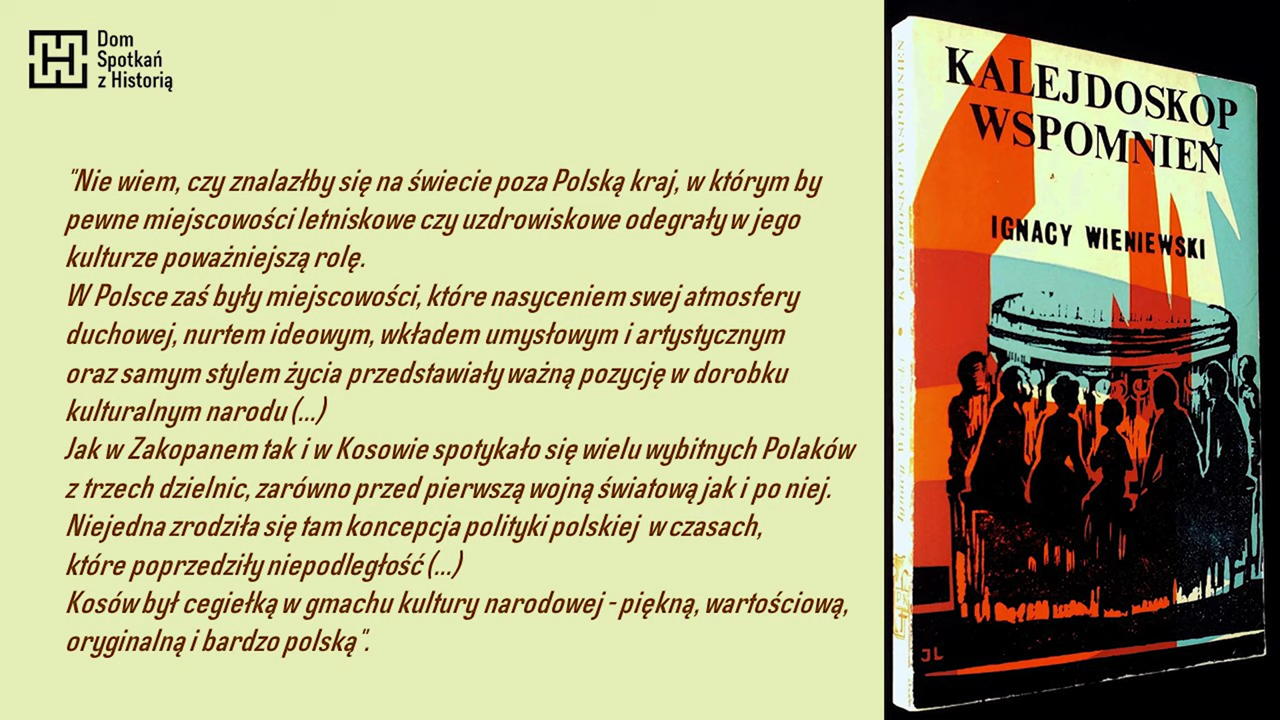 Dom
Spotkań
z Historią
"Nie wiem, czy znalazłby się na świecie poza Polską kraj, w którym by
pewne miejscowości letniskowe czy uzdrowiskowe odegrały w jego
kulturze poważniejszą rolę.
W Polsce zaś były miejscowości, które nasyceniem swej atmosfery
duchowej, nurtem ideowym, wkładem umysłowym i artystycznym
oraz samym stylem życia przedstawiały ważną pozycję w dorobku
kulturalnym narodu (...)
Jak w Zakopanem tak i w Kosowie spotykało się wielu wybitnych Polaków
z trzech dzielnic, zarówno przed pierwszą wojną światową jak i po niej.
Niejedna zrodziła się tam koncepcja polityki polskiej w czasach,
które poprzedziły niepodległość (...)
Kosów był cegiełką w gmachu kultury narodowej - piękną, wartościową,
oryginalną i bardzo polską".
KALEJDOSKOP
WSPOMNIEŃ
IGNACY WIENIEWSKI
JL
KALEJDOSKOP WSPOMNIEŃ